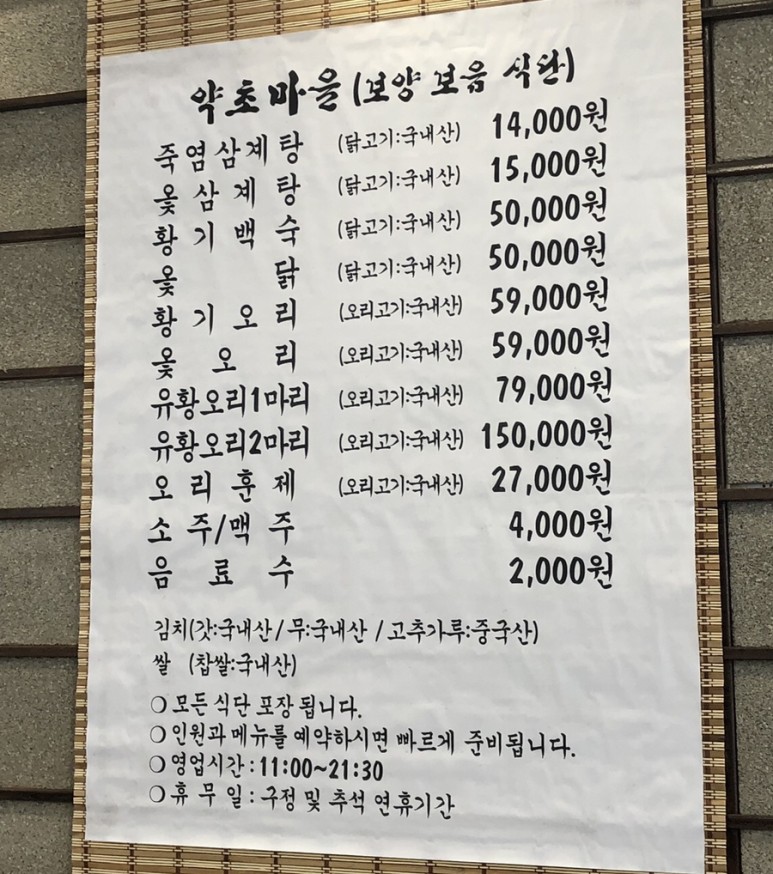 약초마을 (보양 보음 식단)
죽염삼계탕 (닭고기:국내산) 14,000원
옻삼계탕 (닭고기:국내산) 15,000원
황기백숙 (닭고기:국내산) 50,000원
옻닭 (닭고기:국내산) 50,000원
황기오리 (오리고기:국내산) 59,000원
옻오리 (오리고기:국내산) 59,000원
유황오리1마리 (오리고기:국내산) 79,000원
유황오리2마리 (오리고기:국내산) 150,000원
오리훈제 (오리고기:국내산) 27,000원
소주/맥주 4,000원
음료수 2,000원
김치(갓:국내산/무:국내산/고추가루:중국산)
쌀 (찹쌀:국내산)
○모든 식단 포장 됩니다.
○인원과 메뉴를 예약하시면 빠르게 준비됩니다.
○영업시간:11:00~21:30
○휴무일: 구정 및 추석 연휴기간